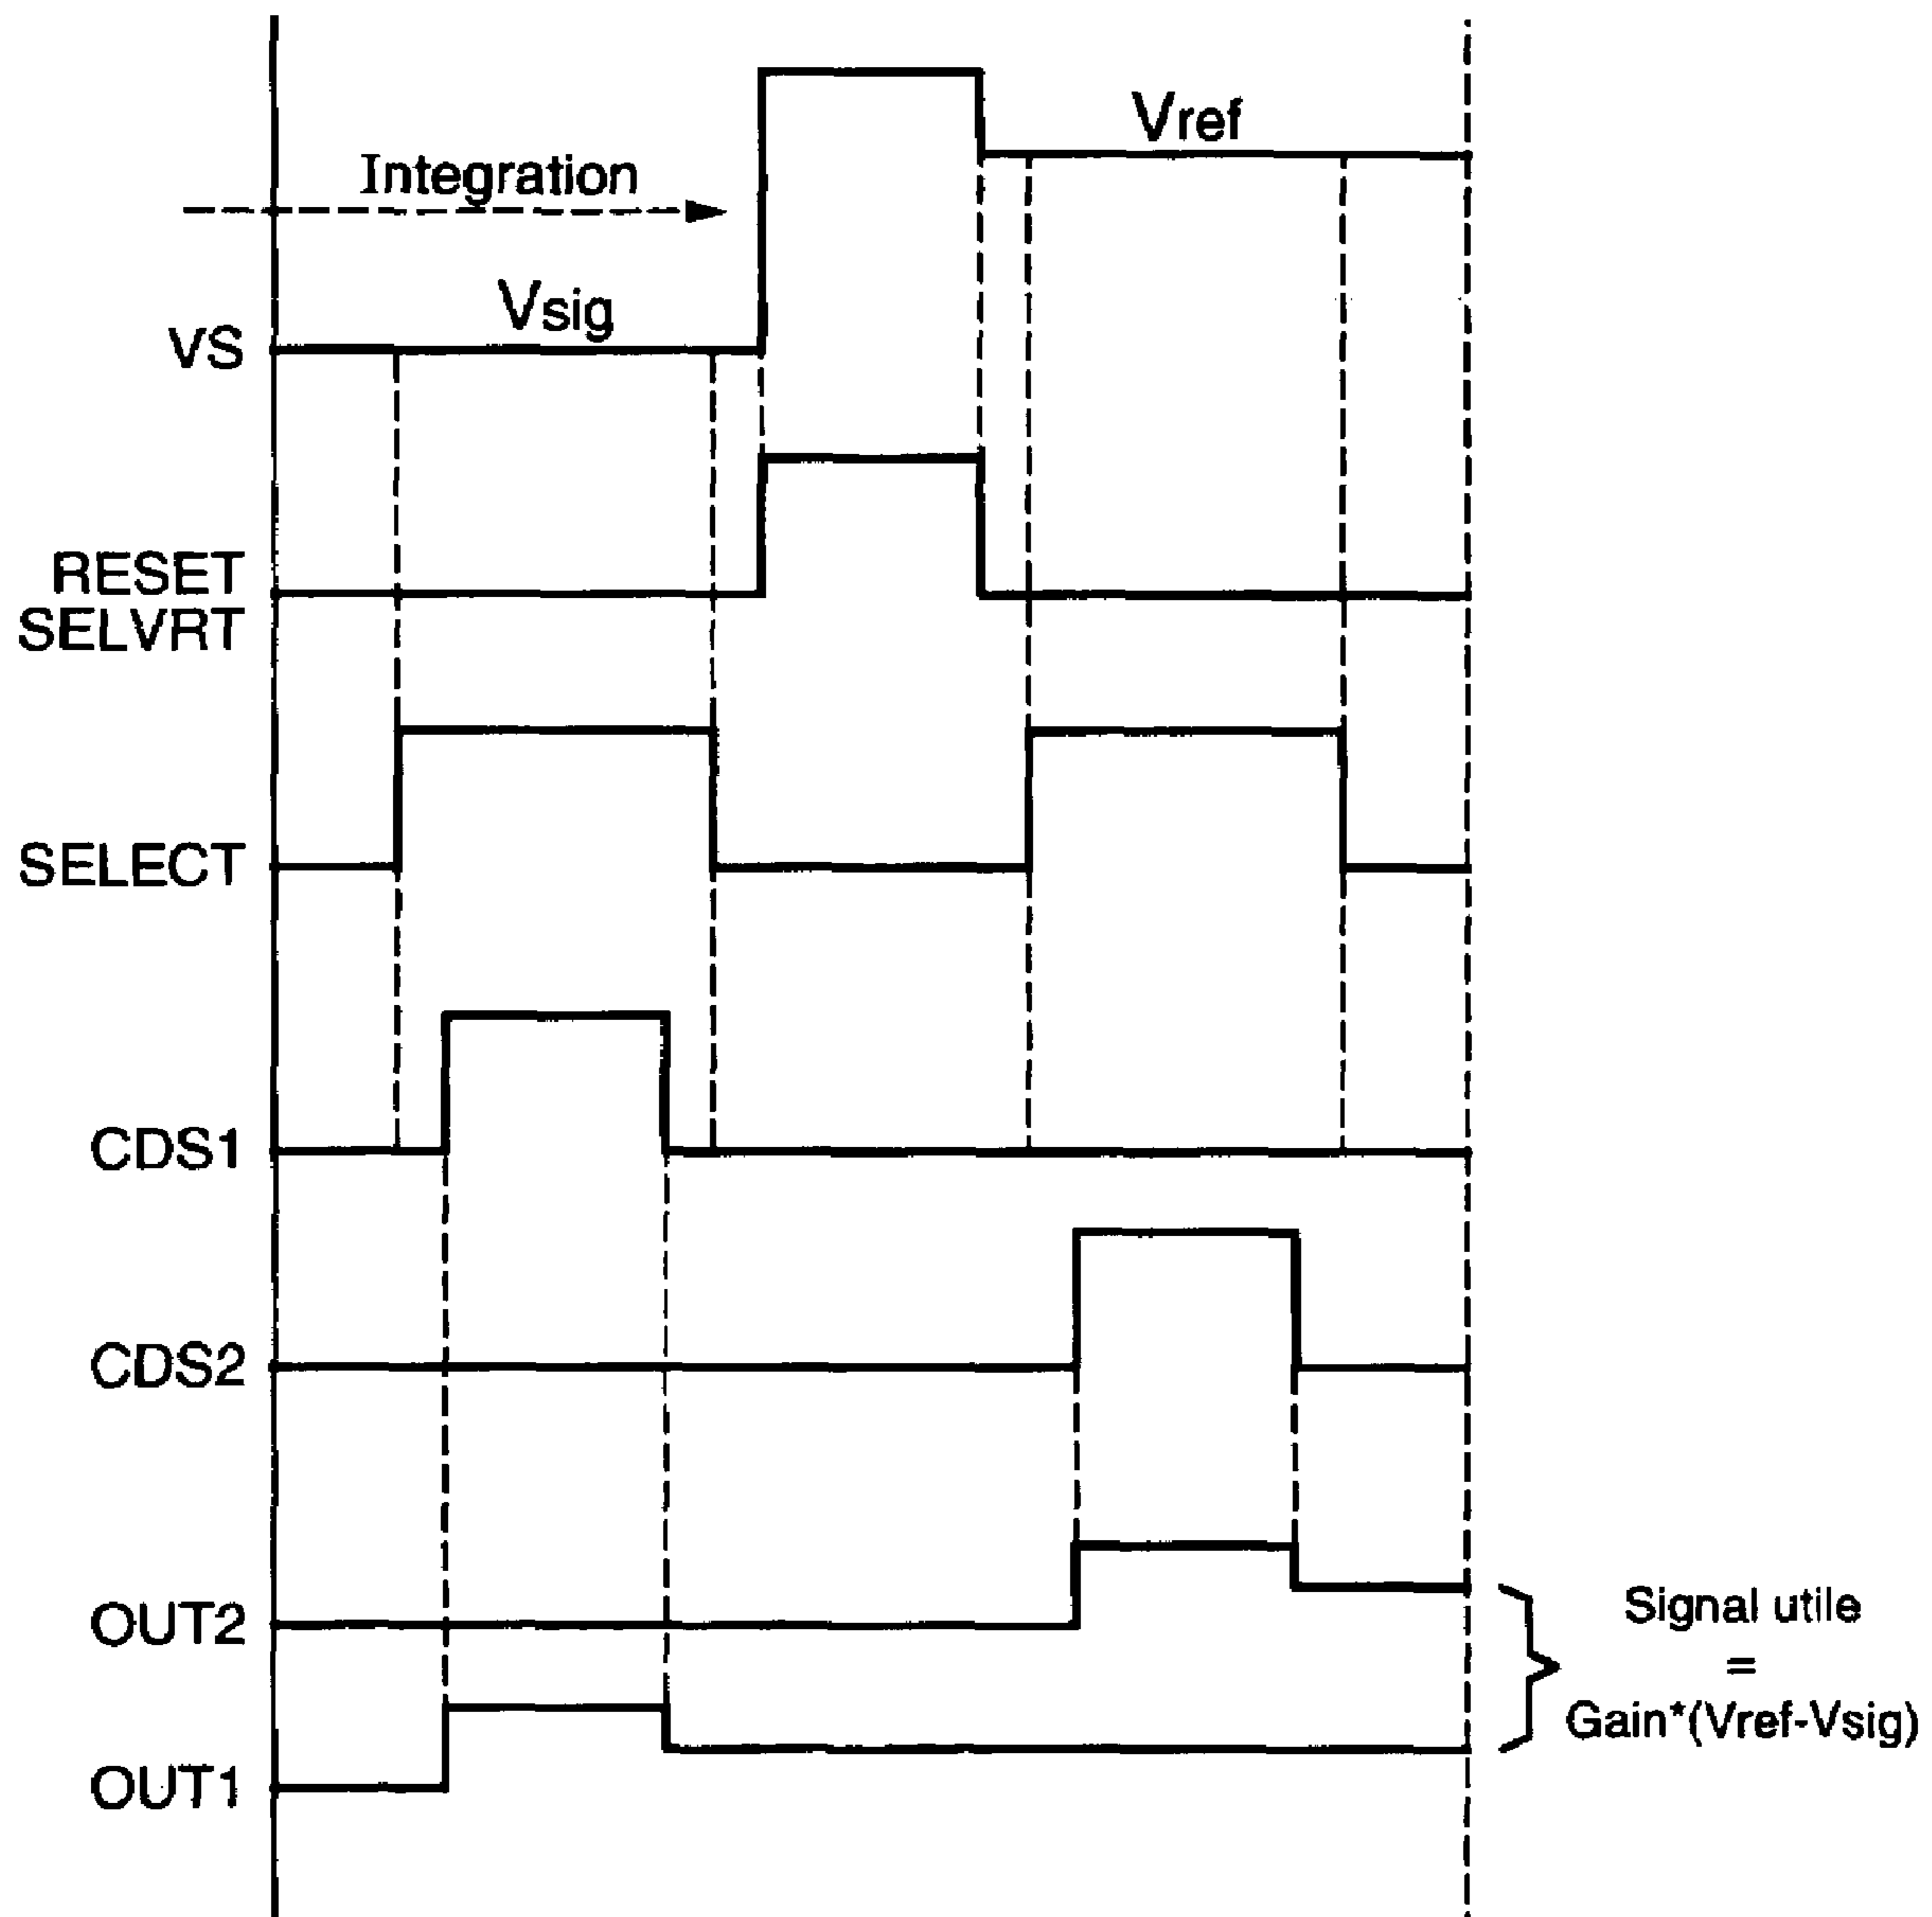 Vref
Integration
Vsig
VS
RESET
SELVRT
SELECT
CDS1
CDS2
OUT2
Signal utile
=
Gain*(Vref-Vsig)
OUT1